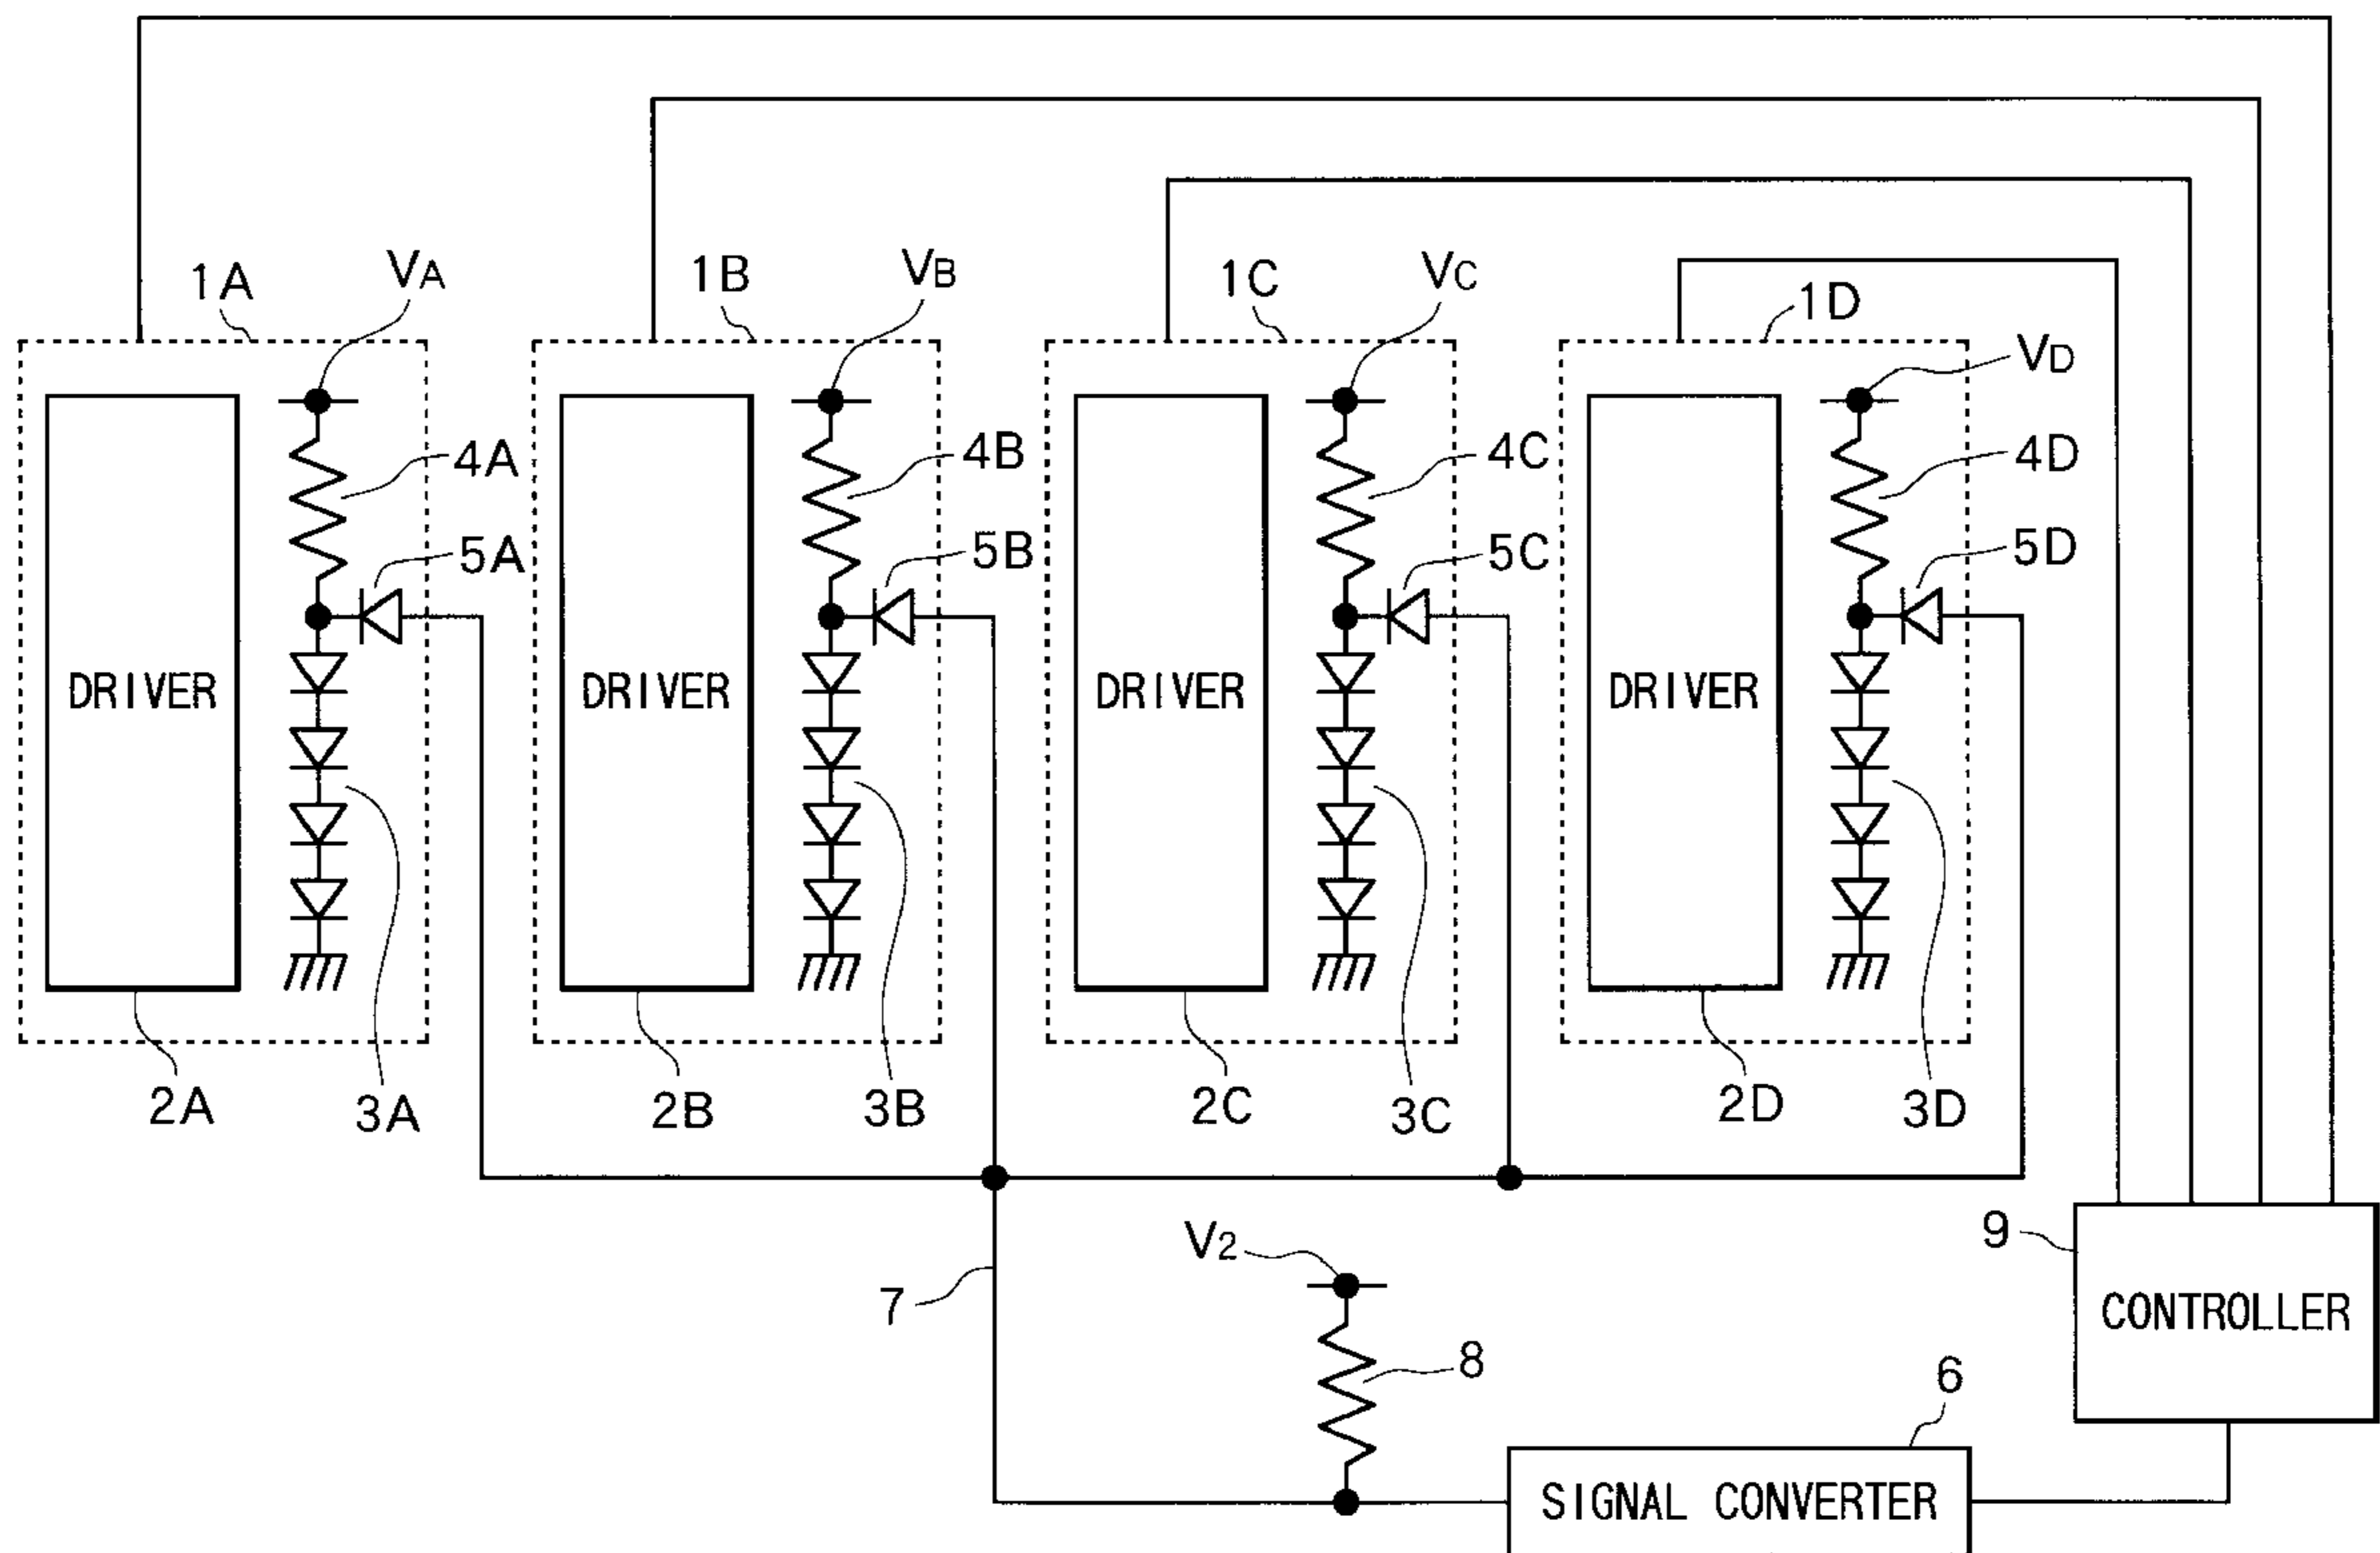 1A
VA
1B
VB
1C
VC
1D
VD
4A
4B
4C
4D
5A
5B
5C
5D
DRIVER
DRIVER
DRIVER
DRIVER
2A
3A
2B
3B
2C
3C
2D
3D
V2
9
7
CONTROLLER
8
6
SIGNAL CONVERTER